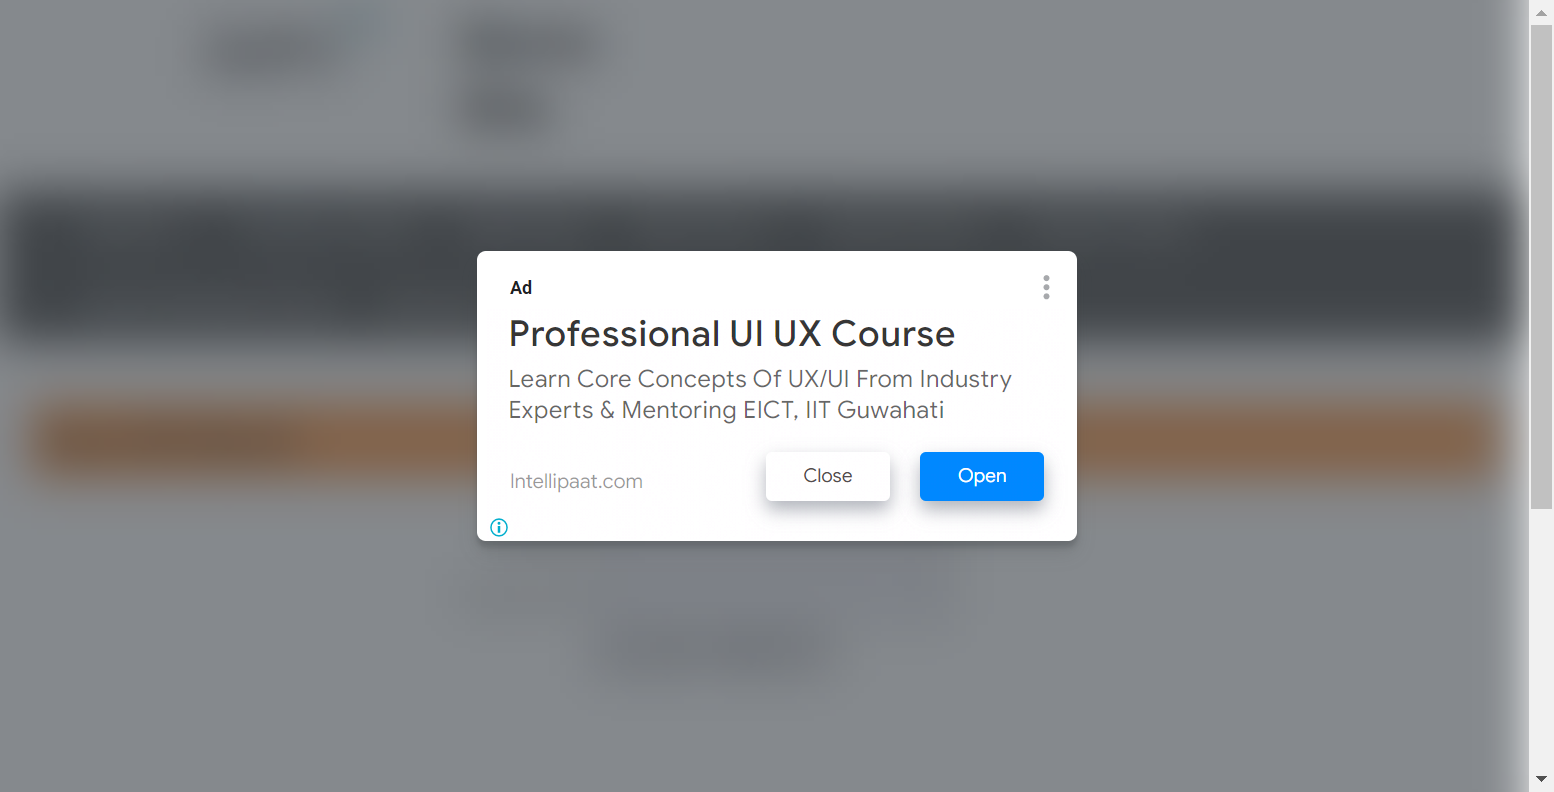 Ad
Professional UI UX Course
Learn Core Concepts Of UX/UI From Industry
Experts & Mentoring EICT, IIT Guwahati
Intellipaat.com
Close
Open